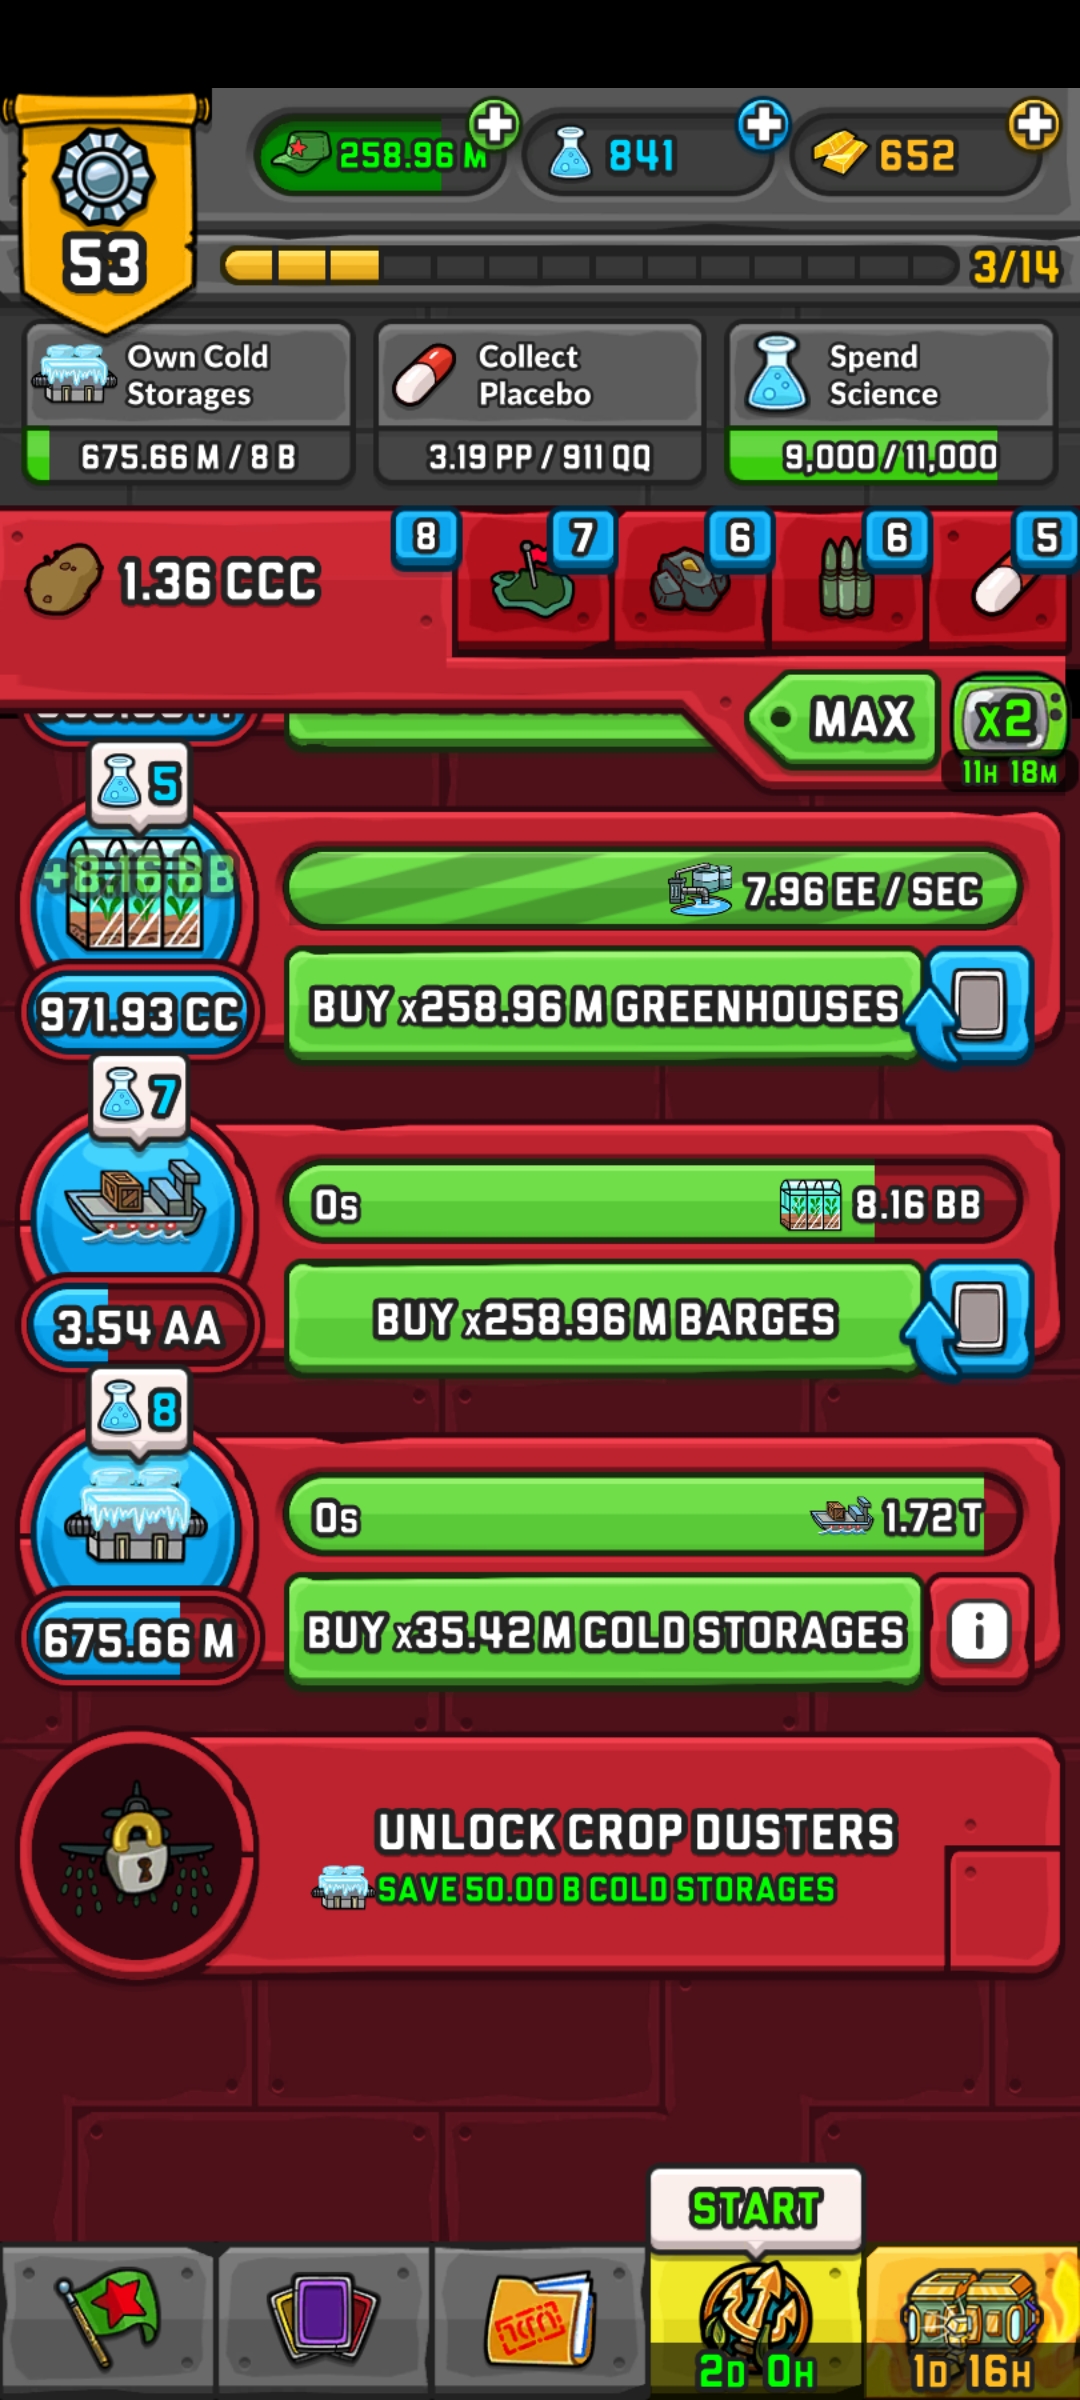 258.96 M
841
652
53
3/14
Own Cold
Storages
675.66 M / 8 B
Collect
Placebo
3.19 PP / 911 QQ
Spend
Science
9,000 / 11,000
1.36 CCC
8
7
6
6
5
MAX
x2
11H 18M
5
+8.16 BB
971.93 CC
7.96 EE / SEC
BUY x258.96 M GREENHOUSES
7
3.54 AA
0s
8.16 BB
BUY x258.96 M BARGES
8
675.66 M
0s
1.72 T
BUY x35.42 M COLD STORAGES
i
UNLOCK CROP DUSTERS
SAVE 50.00 B COLD STORAGES
START
2D 0H
1D 16H